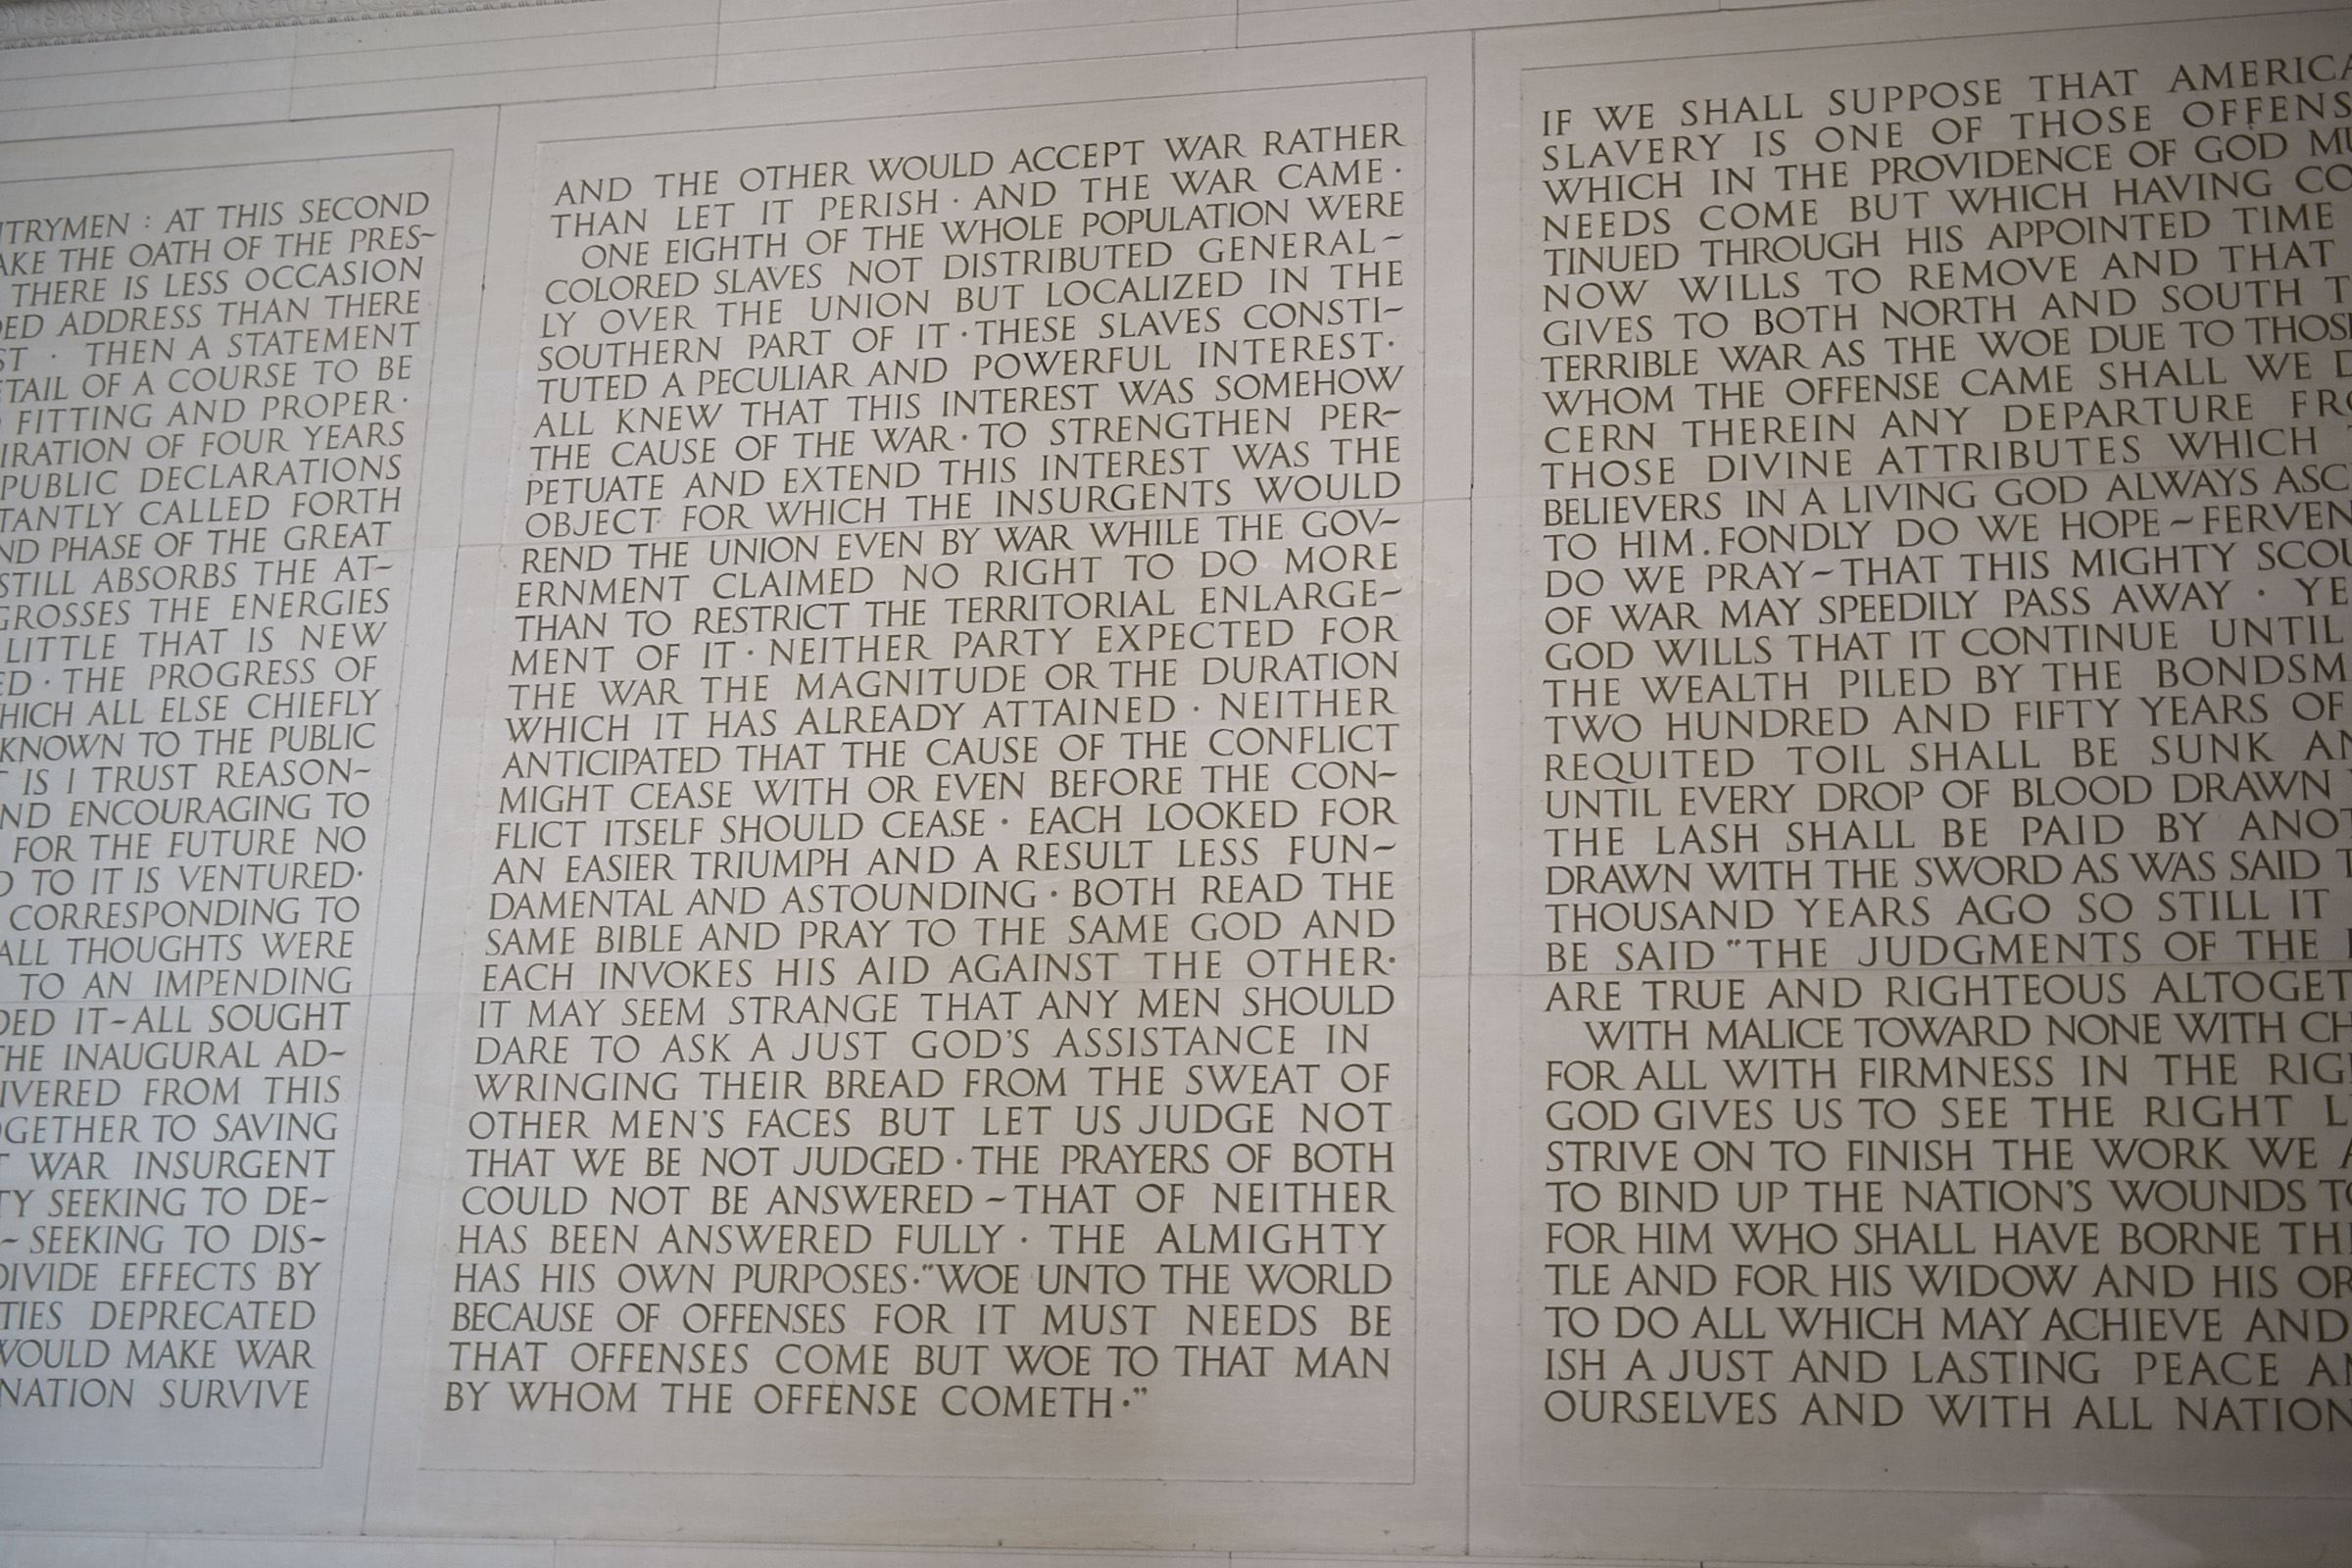 TRYMEN : AT THIS SECOND
AKE THE OATH OF THE PRES~
THERE IS LESS OCCASION
DED ADDRESS THAN THERE
ST · THEN A STATEMENT
ETAIL OF A COURSE TO BE
FITTING AND PROPER·
IRATION OF FOUR YEARS
PUBLIC DECLARATIONS
TANTLY CALLED FORTH
ND PHASE OF THE GREAT
STILL ABSORBS THE AT~
GROSSES THE ENERGIES
LITTLE THAT IS NEW
ED · THE PROGRESS OF
HICH ALL ELSE CHIEFLY
KNOWN TO THE PUBLIC
T IS I TRUST REASON~
ND ENCOURAGING TO
FOR THE FUTURE NO
D TO IT IS VENTURED·
CORRESPONDING TO
ALL THOUGHTS WERE
TO AN IMPENDING
DED IT~ALL SOUGHT
THE INAUGURAL AD~
IVERED FROM THIS
OGETHER TO SAVING
T WAR INSURGENT
TY SEEKING TO DE~
~ SEEKING TO DIS~
DIVIDE EFFECTS BY
TIES DEPRECATED
WOULD MAKE WAR
NATION SURVIVE
AND THE OTHER WOULD ACCEPT WAR RATHER
THAN LET IT PERISH · AND THE WAR CAME ·
ONE EIGHTH OF THE WHOLE POPULATION WERE
COLORED SLAVES NOT DISTRIBUTED GENERAL~
LY OVER THE UNION BUT LOCALIZED IN THE
SOUTHERN PART OF IT · THESE SLAVES CONSTI~
TUTED A PECULIAR AND POWERFUL INTEREST·
ALL KNEW THAT THIS INTEREST WAS SOMEHOW
THE CAUSE OF THE WAR · TO STRENGTHEN PER~
PETUATE AND EXTEND THIS INTEREST WAS THE
OBJECT FOR WHICH THE INSURGENTS WOULD
REND THE UNION EVEN BY WAR WHILE THE GOV~
ERNMENT CLAIMED NO RIGHT TO DO MORE
THAN TO RESTRICT THE TERRITORIAL ENLARGE~
MENT OF IT · NEITHER PARTY EXPECTED FOR
THE WAR THE MAGNITUDE OR THE DURATION
WHICH IT HAS ALREADY ATTAINED · NEITHER
ANTICIPATED THAT THE CAUSE OF THE CONFLICT
MIGHT CEASE WITH OR EVEN BEFORE THE CON~
FLICT ITSELF SHOULD CEASE · EACH LOOKED FOR
AN EASIER TRIUMPH AND A RESULT LESS FUN~
DAMENTAL AND ASTOUNDING · BOTH READ THE
SAME BIBLE AND PRAY TO THE SAME GOD AND
EACH INVOKES HIS AID AGAINST THE OTHER·
IT MAY SEEM STRANGE THAT ANY MEN SHOULD
DARE TO ASK A JUST GOD'S ASSISTANCE IN
WRINGING THEIR BREAD FROM THE SWEAT OF
OTHER MEN'S FACES BUT LET US JUDGE NOT
THAT WE BE NOT JUDGED · THE PRAYERS OF BOTH
COULD NOT BE ANSWERED ~ THAT OF NEITHER
HAS BEEN ANSWERED FULLY · THE ALMIGHTY
HAS HIS OWN PURPOSES·"WOE UNTO THE WORLD
BECAUSE OF OFFENSES FOR IT MUST NEEDS BE
THAT OFFENSES COME BUT WOE TO THAT MAN
BY WHOM THE OFFENSE COMETH·"
IF WE SHALL SUPPOSE THAT AMERICA
SLAVERY IS ONE OF THOSE OFFENS
WHICH IN THE PROVIDENCE OF GOD MU
NEEDS COME BUT WHICH HAVING CO
TINUED THROUGH HIS APPOINTED TIME
NOW WILLS TO REMOVE AND THAT
GIVES TO BOTH NORTH AND SOUTH T
TERRIBLE WAR AS THE WOE DUE TO THOS
WHOM THE OFFENSE CAME SHALL WE D
CERN THEREIN ANY DEPARTURE FRO
THOSE DIVINE ATTRIBUTES WHICH T
BELIEVERS IN A LIVING GOD ALWAYS ASC
TO HIM . FONDLY DO WE HOPE ~ FERVEN
DO WE PRAY ~ THAT THIS MIGHTY SCOU
OF WAR MAY SPEEDILY PASS AWAY · YE
GOD WILLS THAT IT CONTINUE UNTIL
THE WEALTH PILED BY THE BONDSM
TWO HUNDRED AND FIFTY YEARS OF
REQUITED TOIL SHALL BE SUNK AN
UNTIL EVERY DROP OF BLOOD DRAWN
THE LASH SHALL BE PAID BY ANOT
DRAWN WITH THE SWORD AS WAS SAID T
THOUSAND YEARS AGO SO STILL IT
BE SAID "THE JUDGMENTS OF THE L
ARE TRUE AND RIGHTEOUS ALTOGET
WITH MALICE TOWARD NONE WITH CH
FOR ALL WITH FIRMNESS IN THE RIG
GOD GIVES US TO SEE THE RIGHT L
STRIVE ON TO FINISH THE WORK WE A
TO BIND UP THE NATION'S WOUNDS TO
FOR HIM WHO SHALL HAVE BORNE THE
TLE AND FOR HIS WIDOW AND HIS OR
TO DO ALL WHICH MAY ACHIEVE AND
ISH A JUST AND LASTING PEACE AM
OURSELVES AND WITH ALL NATION